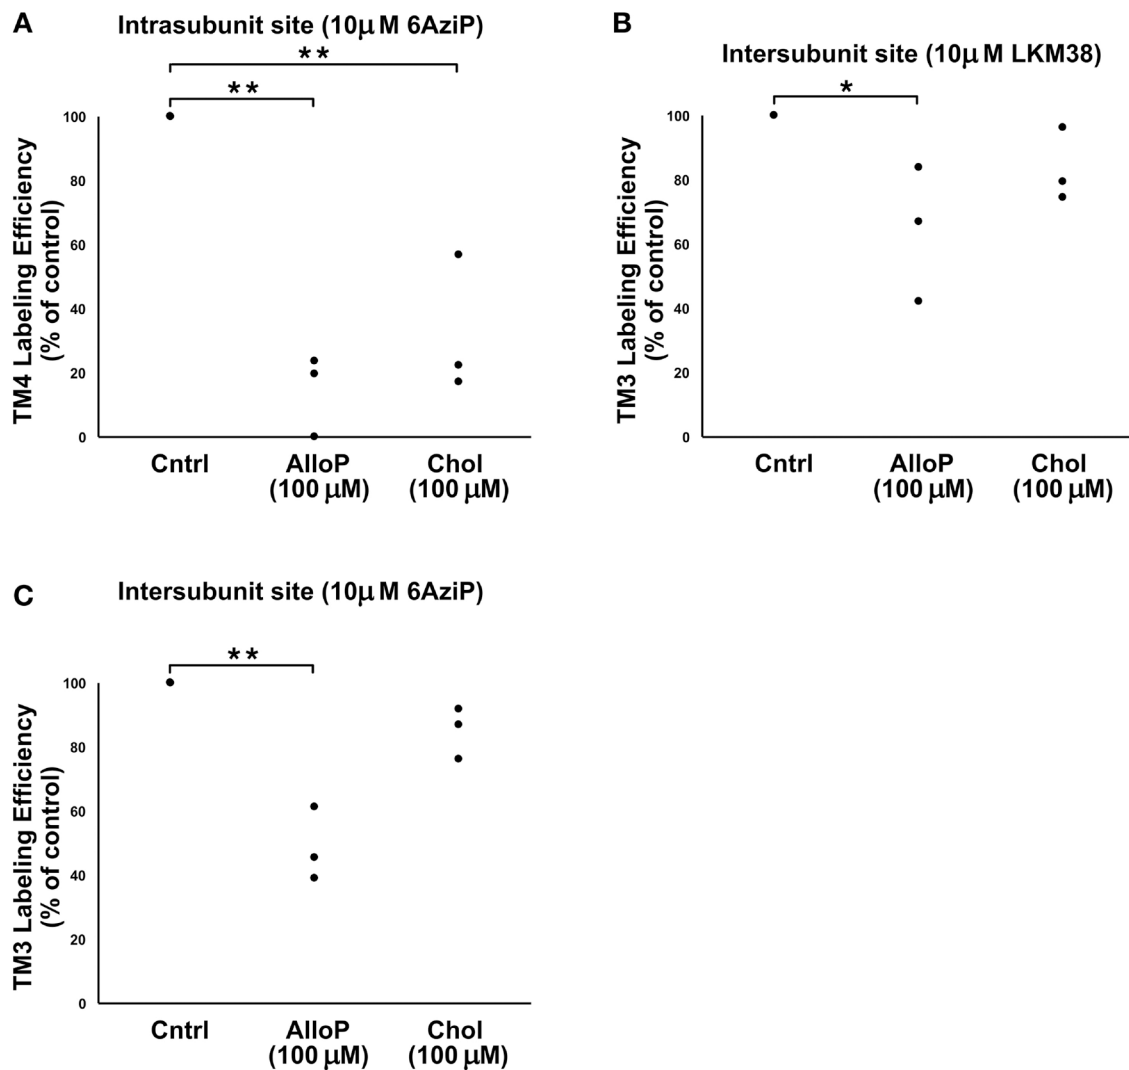 A
Intrasubunit site (10μ M 6AziP)
**
**
TM4 Labeling Efficiency
(% of control)
100
80
60
40
20
0
Cntrl
AlloP
(100 μM)
Chol
(100 μM)
B
Intersubunit site (10μ M LKM38)
*
TM3 Labeling Efficiency
(% of control)
100
80
60
40
20
0
Cntrl
AlloP
(100 μM)
Chol
(100 μM)
C
Intersubunit site (10μ M 6AziP)
**
TM3 Labeling Efficiency
(% of control)
100
80
60
40
20
0
Cntrl
AlloP
(100 μM)
Chol
(100 μM)